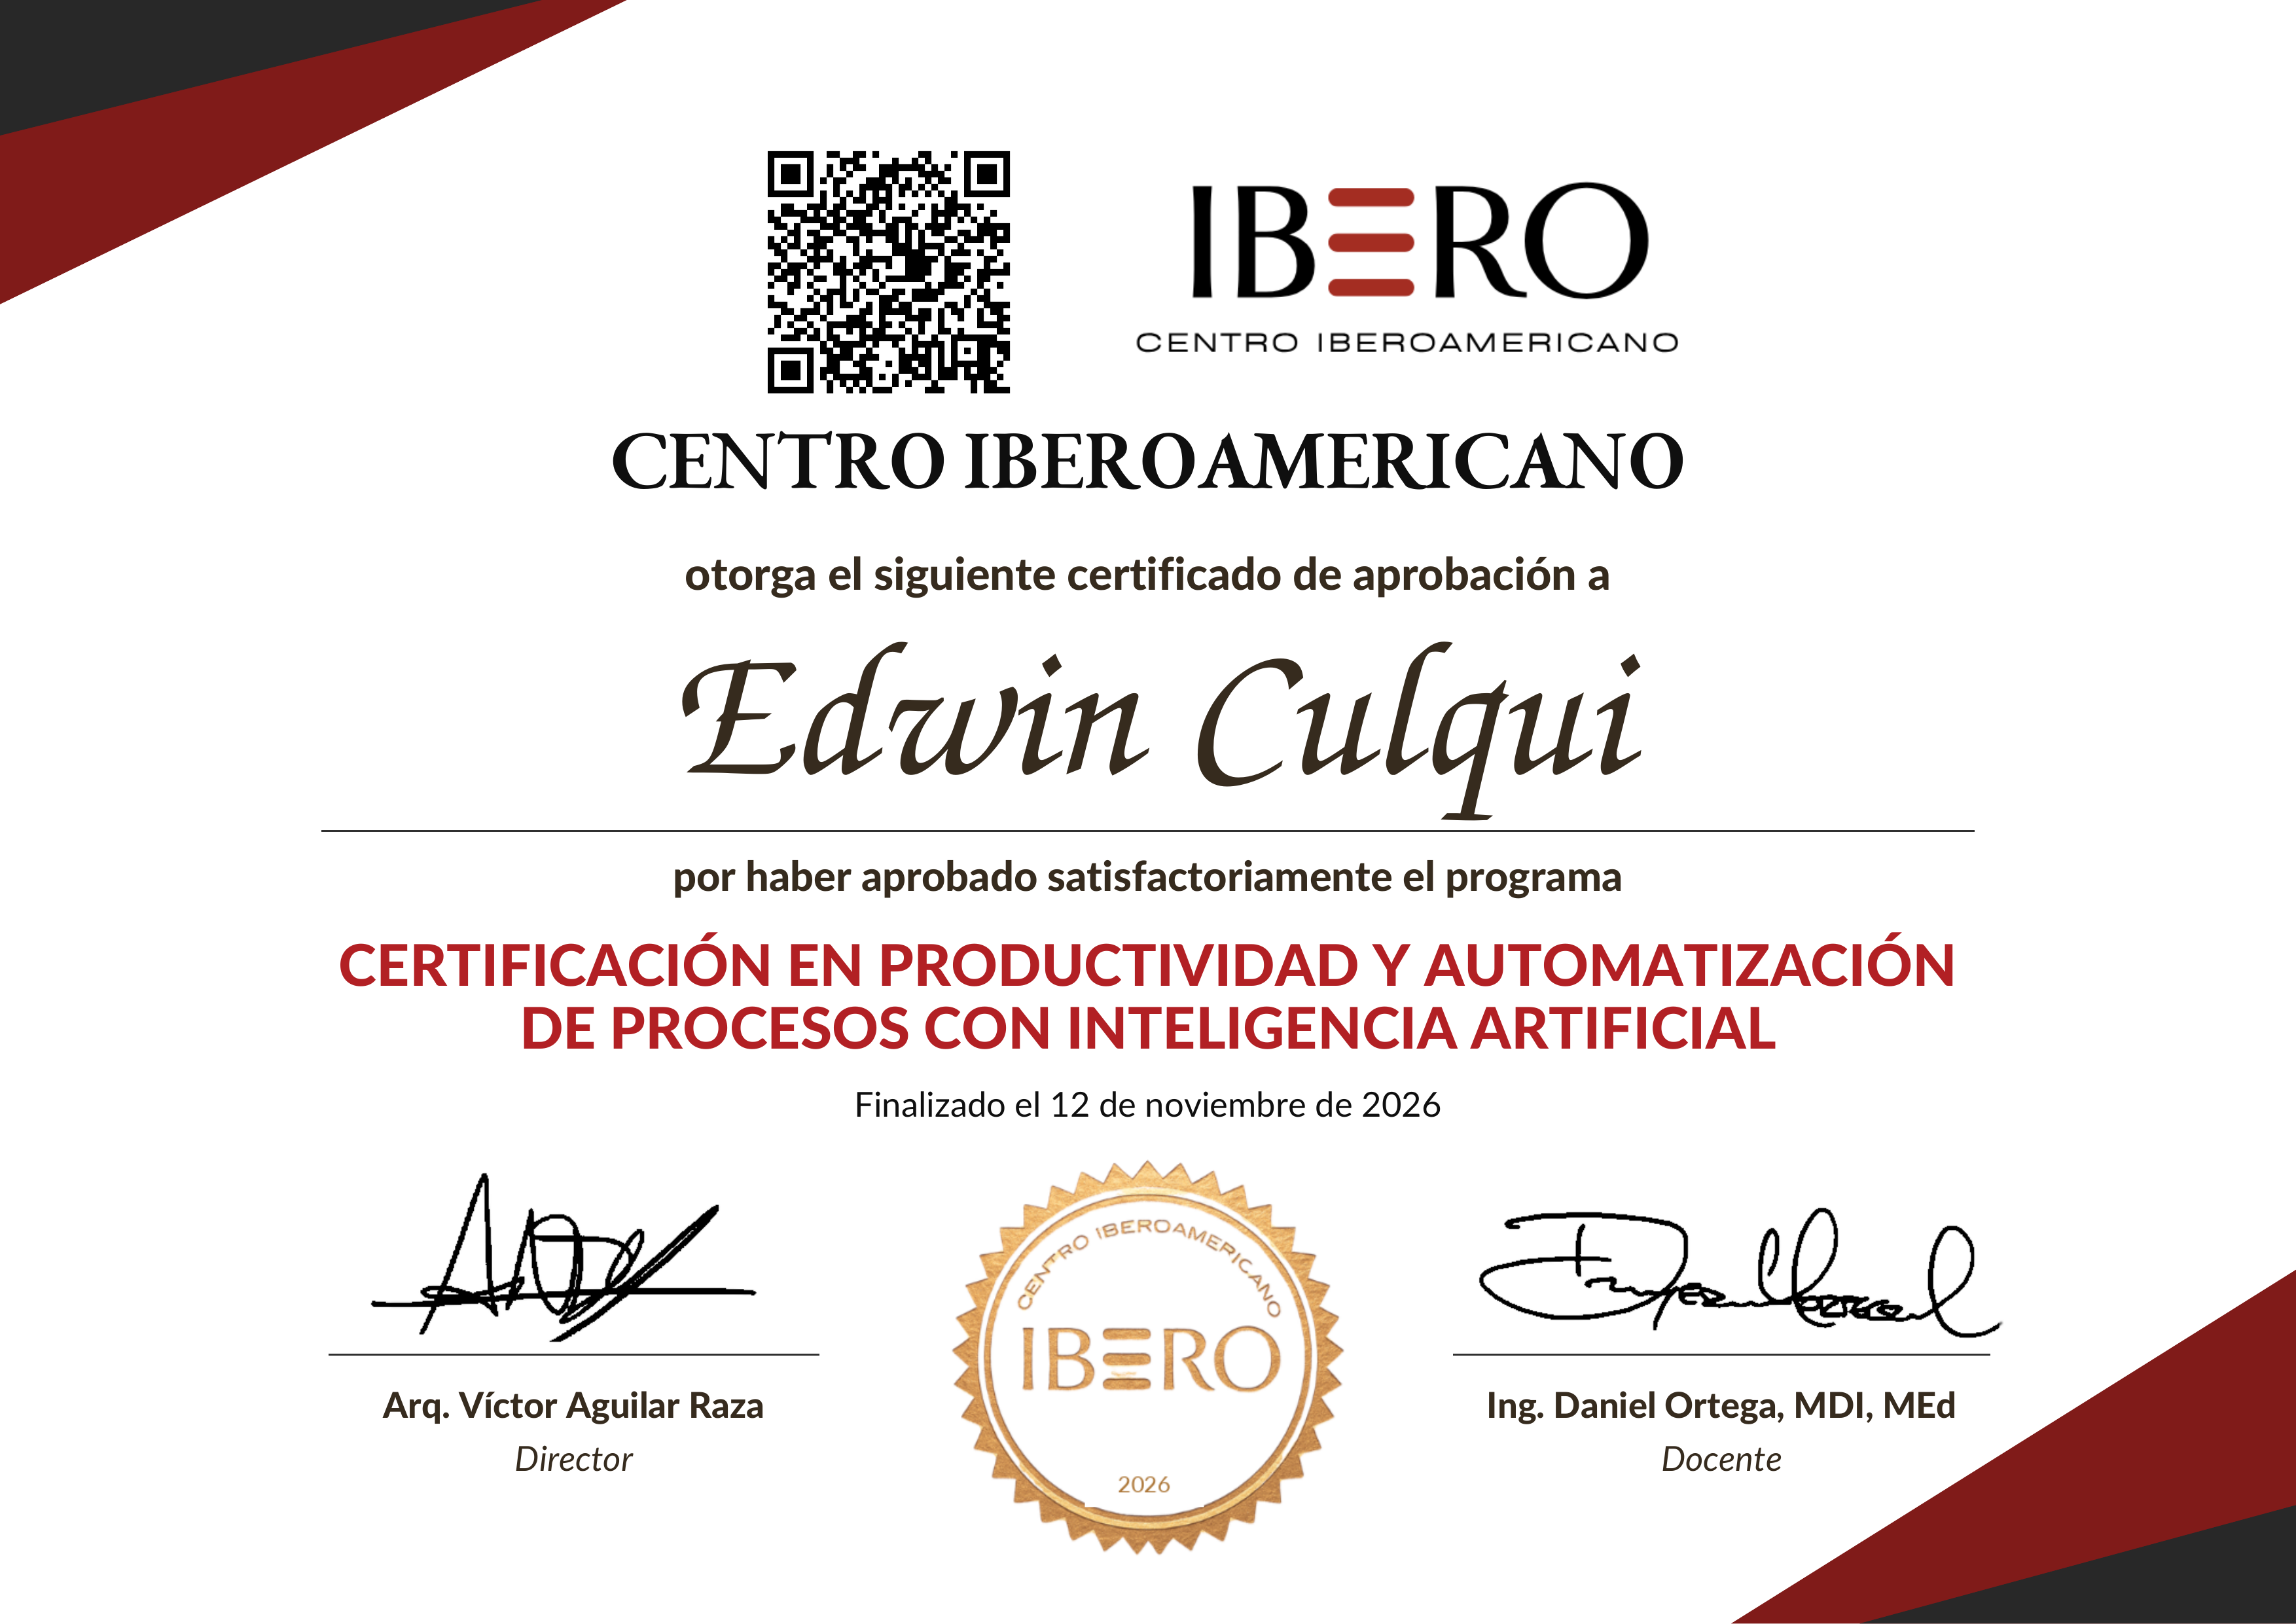 IBERO
CENTRO IBEROAMERICANO
CENTRO IBEROAMERICANO
otorga el siguiente certificado de aprobación a
Edwin Culqui
por haber aprobado satisfactoriamente el programa
CERTIFICACIÓN EN PRODUCTIVIDAD Y AUTOMATIZACIÓN
DE PROCESOS CON INTELIGENCIA ARTIFICIAL
Finalizado el 12 de noviembre de 2026
CENTRO IBEROAMERICANO
IBERO
2026
Arq. Víctor Aguilar Raza
Director
Ing. Daniel Ortega, MDI, MEd
Docente